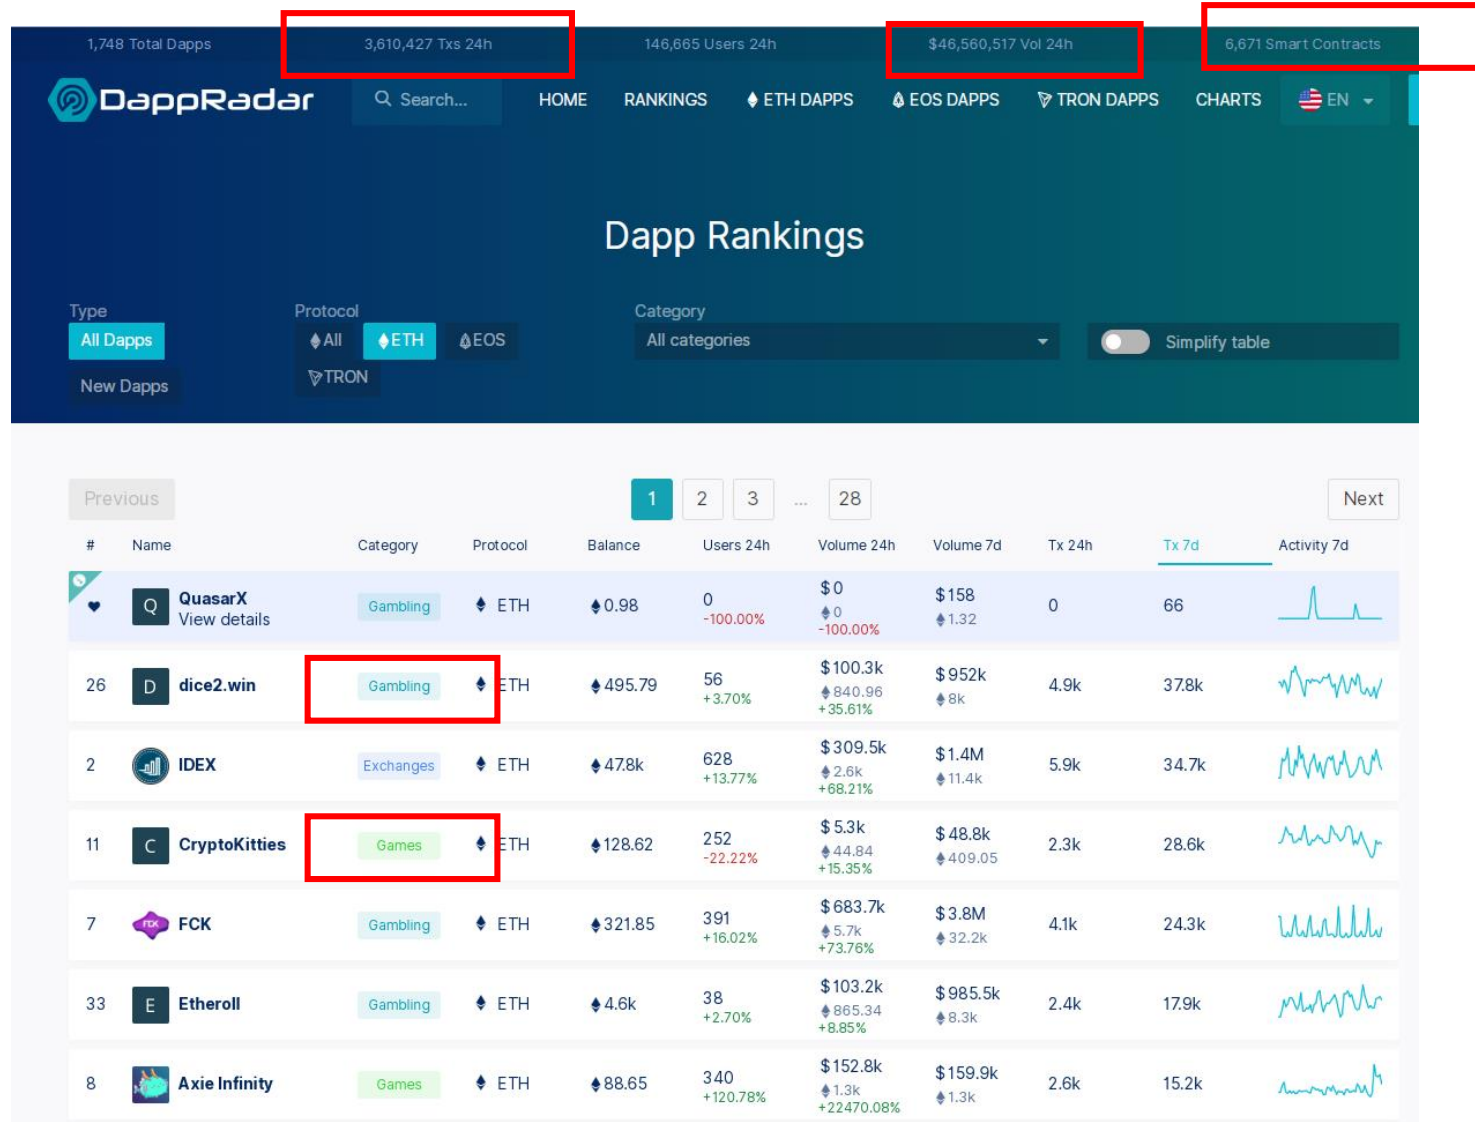 1,748 Total Dapps 3,610,427 Txs 24h 146,665 Users 24h $46,560,517 Vol 24h 6,671 Smart Contracts
DappRadar Search... HOME RANKINGS ETH DAPPS EOS DAPPS TRON DAPPS CHARTS EN
Dapp Rankings
Type Protocol Category
All Dapps All ETH EOS All categories Simplify table
New Dapps TRON
Previous 1 2 3 ... 28 Next
# Name Category Protocol Balance Users 24h Volume 24h Volume 7d Tx 24h Tx 7d Activity 7d
Q QuasarX Gambling ETH 0.98 0 $0 $158 0 66
View details -100.00% 0 1.32
-100.00%
26 D dice2.win Gambling ETH 495.79 56 $100.3k $952k 4.9k 37.8k
+3.70% 840.96 8k
+35.61%
2 IDEX Exchanges ETH 47.8k 628 $309.5k $1.4M 5.9k 34.7k
+13.77% 2.6k 11.4k
+68.21%
11 C CryptoKitties Games ETH 128.62 252 $5.3k $48.8k 2.3k 28.6k
-22.22% 44.84 409.05
+15.35%
7 FCK Gambling ETH 321.85 391 $683.7k $3.8M 4.1k 24.3k
+16.02% 5.7k 32.2k
+73.76%
33 E Etheroll Gambling ETH 4.6k 38 $103.2k $985.5k 2.4k 17.9k
+2.70% 865.34 8.3k
+8.85%
8 Axie Infinity Games ETH 88.65 340 $152.8k $159.9k 2.6k 15.2k
+120.78% 1.3k 1.3k
+22470.08%